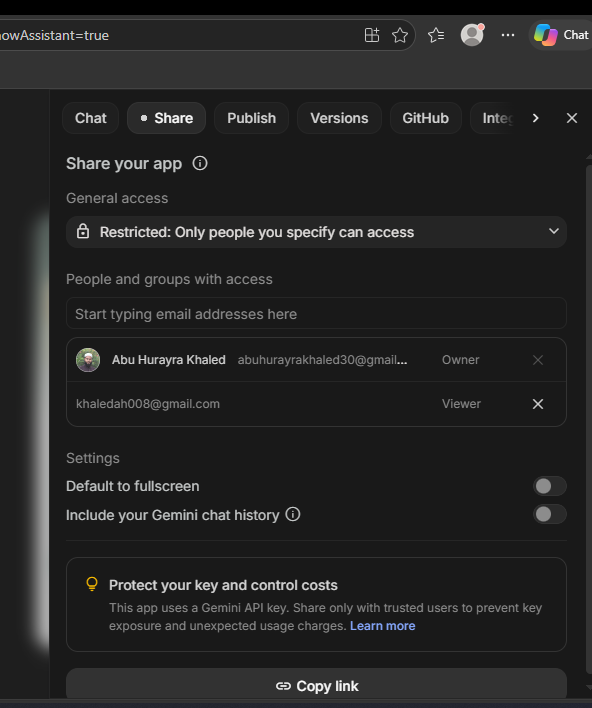 nowAssistant=true
Chat
Chat
Share
Publish
Versions
GitHub
Share your app
General access
Restricted: Only people you specify can access
People and groups with access
Start typing email addresses here
Abu Hurayra Khaled abuhurayrakhaled30@gmail...
Owner
khaledah008@gmail.com
Viewer
Settings
Default to fullscreen
Include your Gemini chat history
Protect your key and control costs
This app uses a Gemini API key. Share only with trusted users to prevent key
exposure and unexpected usage charges. Learn more
Copy link